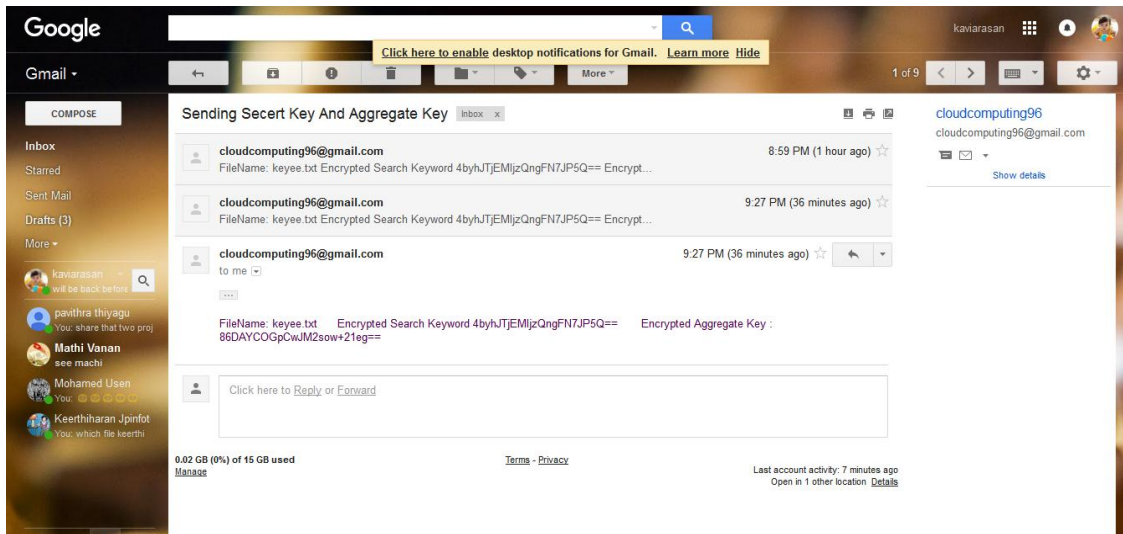 Google
kaviarasan
Click here to enable desktop notifications for Gmail. Learn more Hide
Gmail
More
1 of 9
COMPOSE
Inbox
Starred
Sent Mail
Drafts (3)
More
kaviarasan
will be back before
pavithra thiyagu
You: share that two proj
Mathi Vanan
see machi
Mohamed Usen
You:
Keerthiharan Jpinfot
You: which file keerthi
Sending Secert Key And Aggregate Key Inbox x
cloudcomputing96@gmail.com 8:59 PM (1 hour ago)
FileName: keyee.txt Encrypted Search Keyword 4byhJTjEMIjzQngFN7JP5Q== Encrypt...
cloudcomputing96@gmail.com 9:27 PM (36 minutes ago)
FileName: keyee.txt Encrypted Search Keyword 4byhJTjEMIjzQngFN7JP5Q== Encrypt...
cloudcomputing96@gmail.com 9:27 PM (36 minutes ago)
to me
...
FileName: keyee.txt Encrypted Search Keyword 4byhJTjEMIjzQngFN7JP5Q== Encrypted Aggregate Key :
86DAYCOGpCwJM2sow+21eg==
Click here to Reply or Forward
0.02 GB (0%) of 15 GB used
Manage
Terms - Privacy
Last account activity: 7 minutes ago
Open in 1 other location Details
cloudcomputing96
cloudcomputing96@gmail.com
Show details